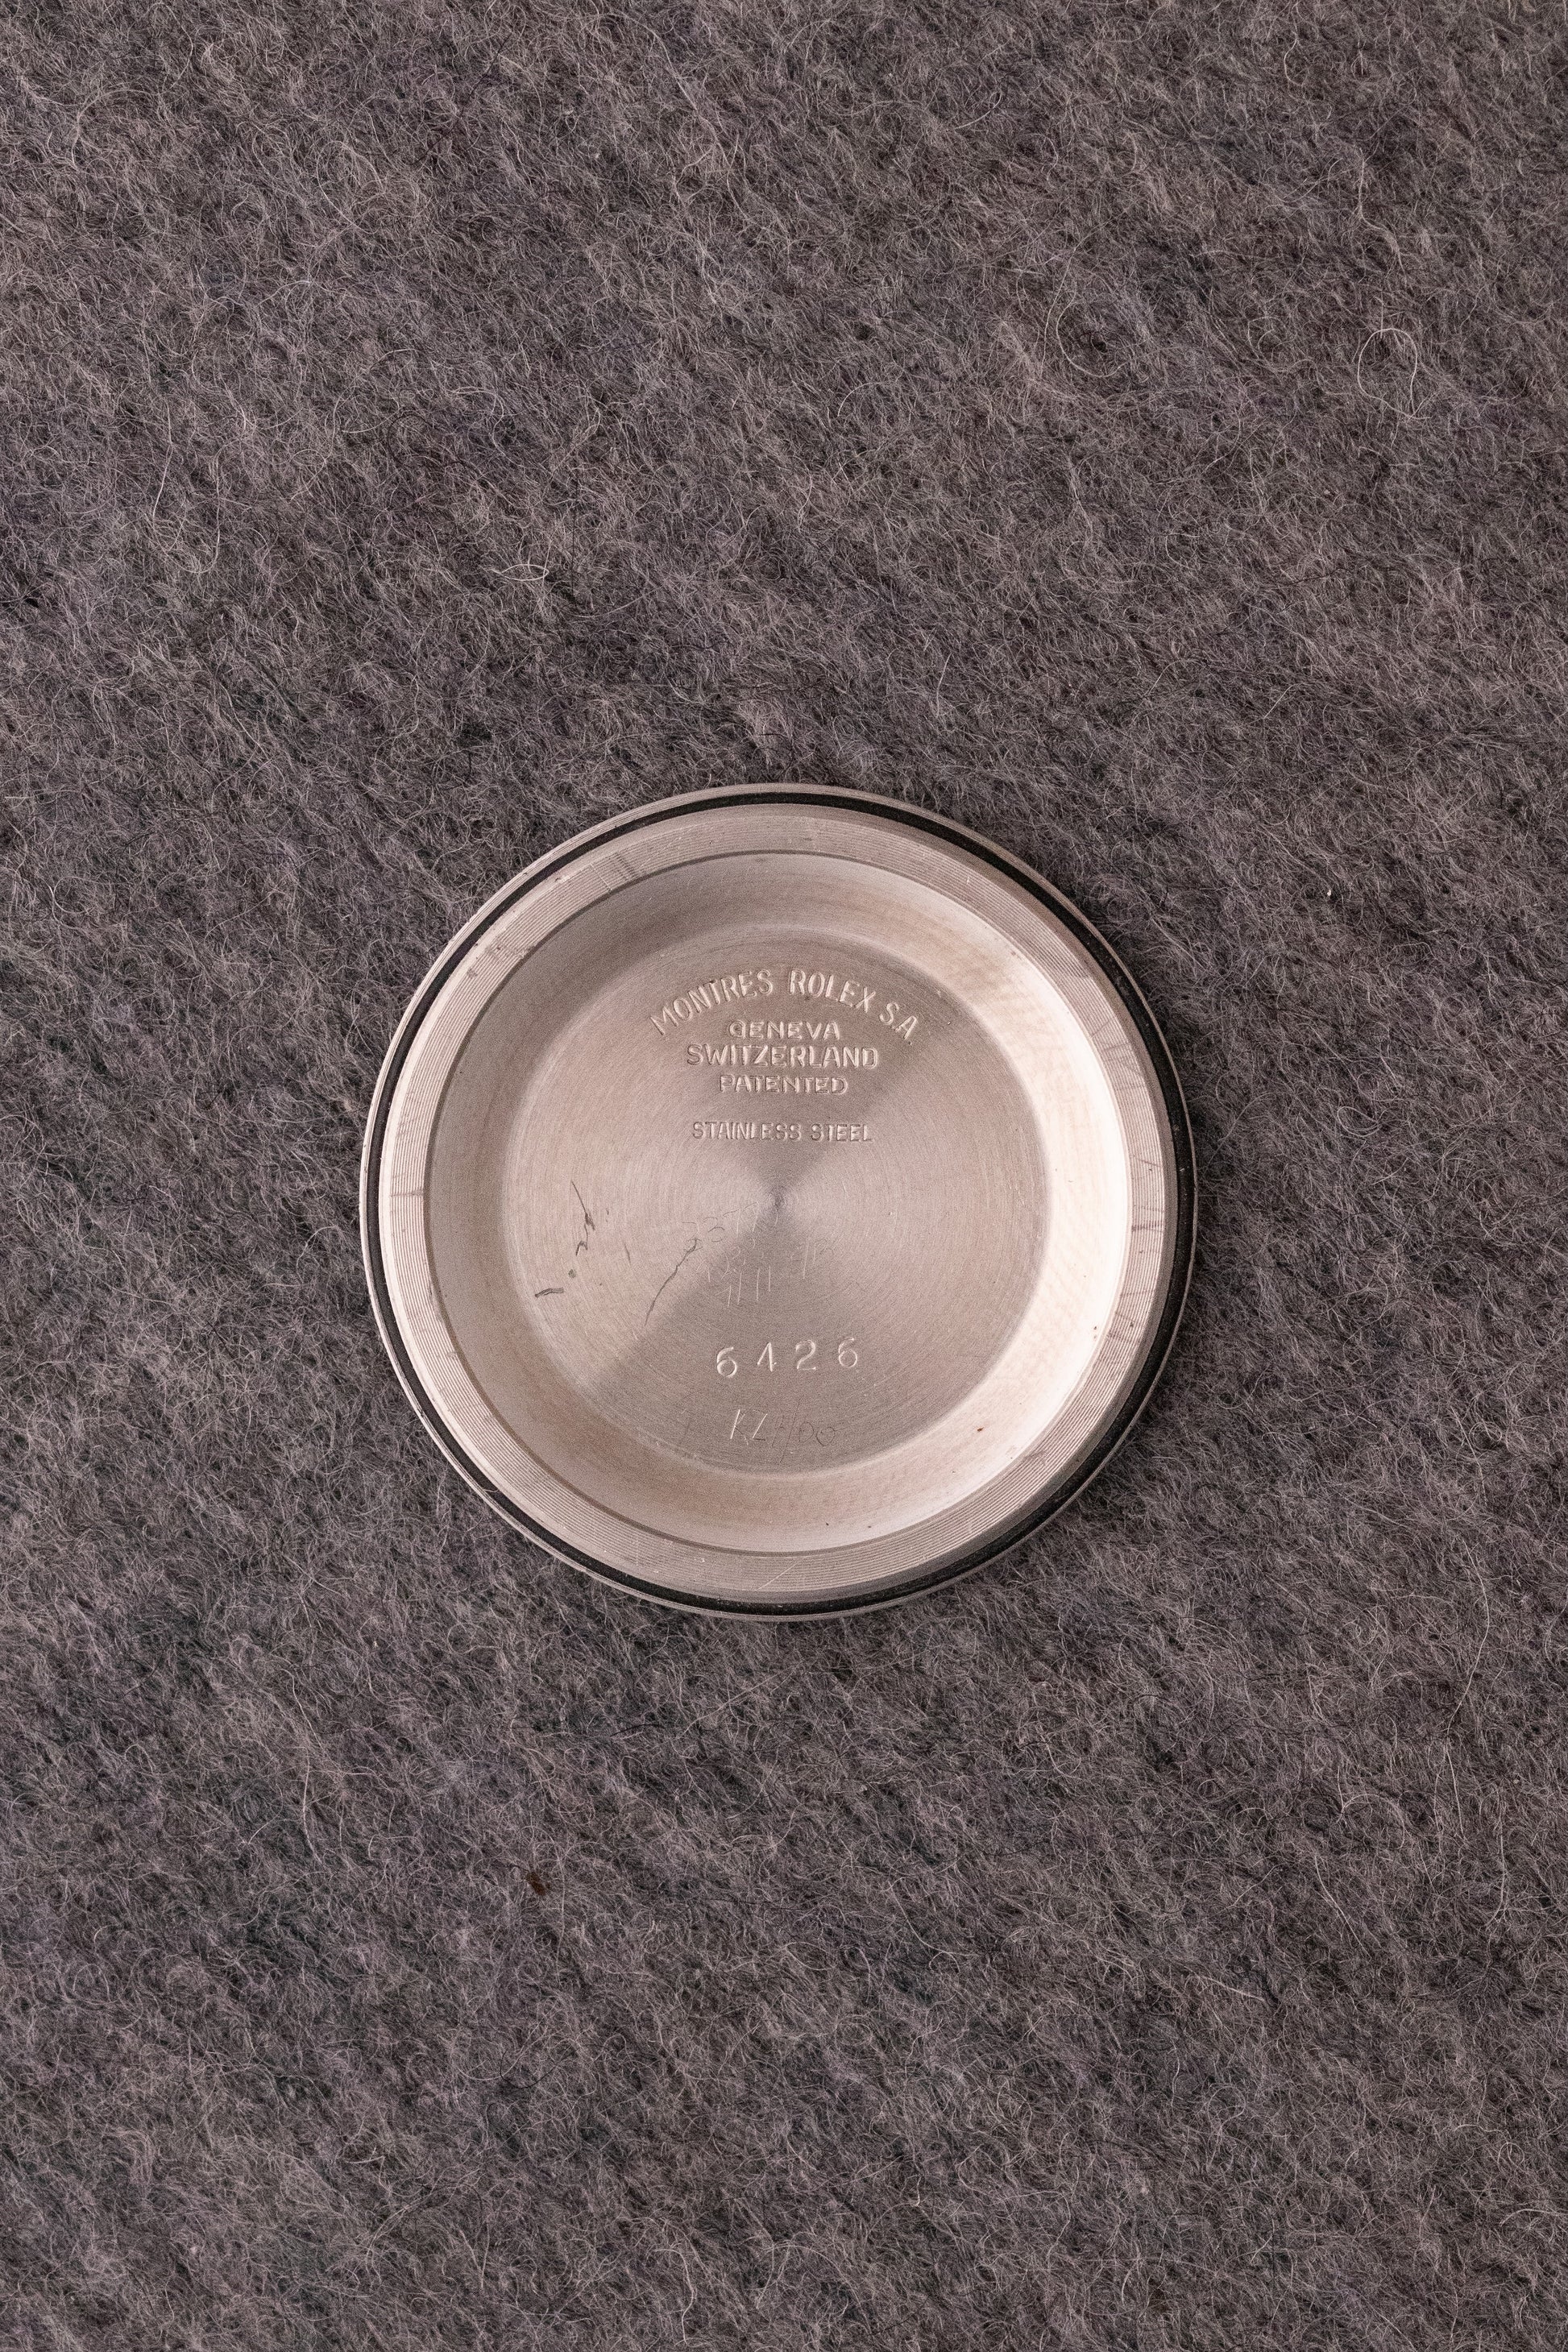 MONTRES ROLEX S.A.
GENEVA
SWITZERLAND
PATENTED
STAINLESS STEEL
6426